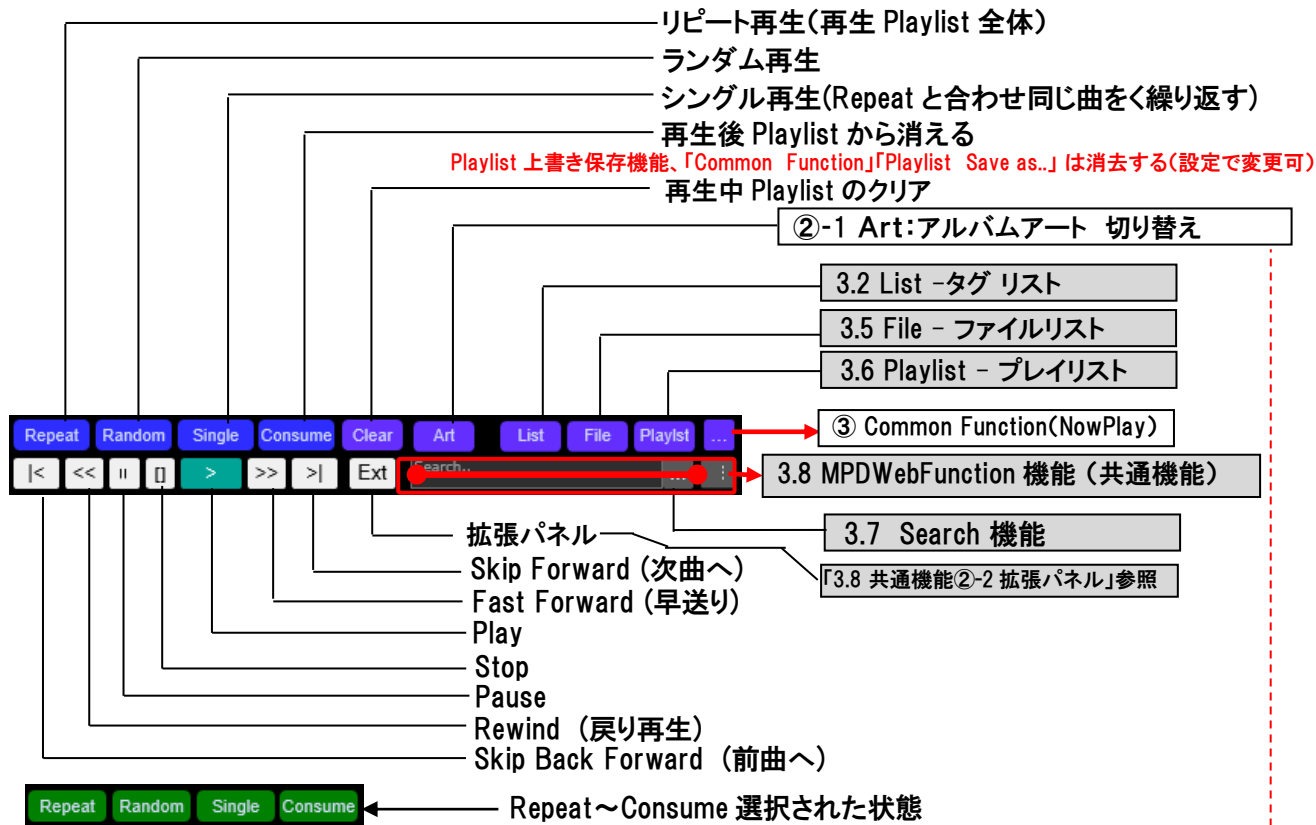 リピート再生(再生 Playlist 全体)
ランダム再生
シングル再生(Repeat と合わせ同じ曲をく繰り返す)
再生後 Playlist から消える
Playlist 上書き保存機能、「Common Function」「Playlist Save as..」 は消去する(設定で変更可)
再生中 Playlist のクリア
②-1 Art:アルバムアート 切り替え
3.2 List -タグ リスト
3.5 File - ファイルリスト
3.6 Playlist - プレイリスト
Repeat Random Single Consume Clear Art List File Playlst ...
③ Common Function(NowPlay)
|< << II [] > >> >| Ext Search.. ... ⋮
3.8 MPDWebFunction 機能 (共通機能)
3.7 Search 機能
拡張パネル
「3.8 共通機能②-2 拡張パネル」参照
Skip Forward (次曲へ)
Fast Forward (早送り)
Play
Stop
Pause
Rewind (戻り再生)
Skip Back Forward (前曲へ)
Repeat Random Single Consume
Repeat～Consume 選択された状態